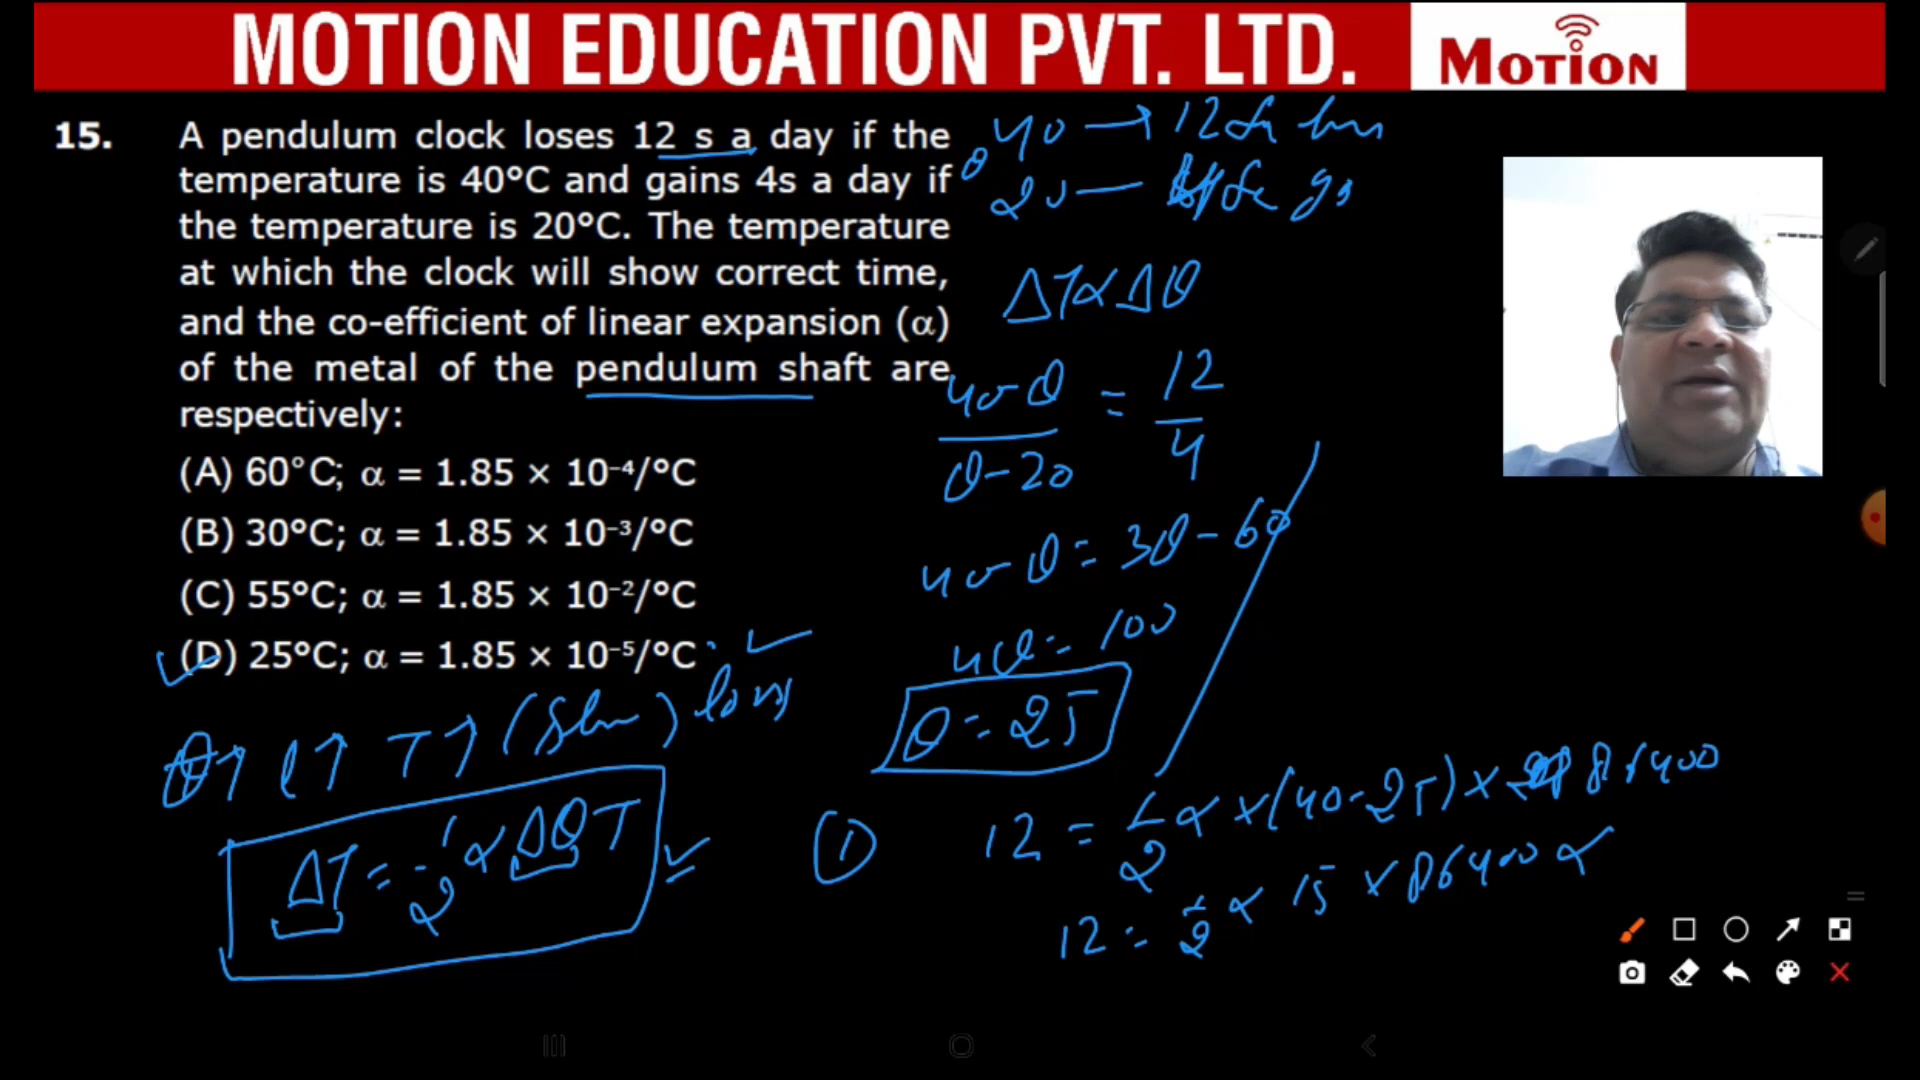 MOTION EDUCATION PVT. LTD.
MOTION
15. A pendulum clock loses 12 s a day if the
temperature is 40°C and gains 4s a day if
the temperature is 20°C. The temperature
at which the clock will show correct time,
and the co-efficient of linear expansion (α)
of the metal of the pendulum shaft are
respectively:
(A) 60°C; α = 1.85 × 10⁻⁴/°C
(B) 30°C; α = 1.85 × 10⁻³/°C
(C) 55°C; α = 1.85 × 10⁻²/°C
(D) 25°C; α = 1.85 × 10⁻⁵/°C
θ↑ l↑ T↑ (slow) loss
ΔT = 1/2 α Δθ T
40 → 12
θ
20 —
ΔT ∝ Δθ
40-θ / θ-20 = 12/4
40-θ = 3θ-60
4θ = 100
θ = 25
① 12 = 1/2 α × (40-25) × 86400
12 = 1/2 × 15 × 86400 α